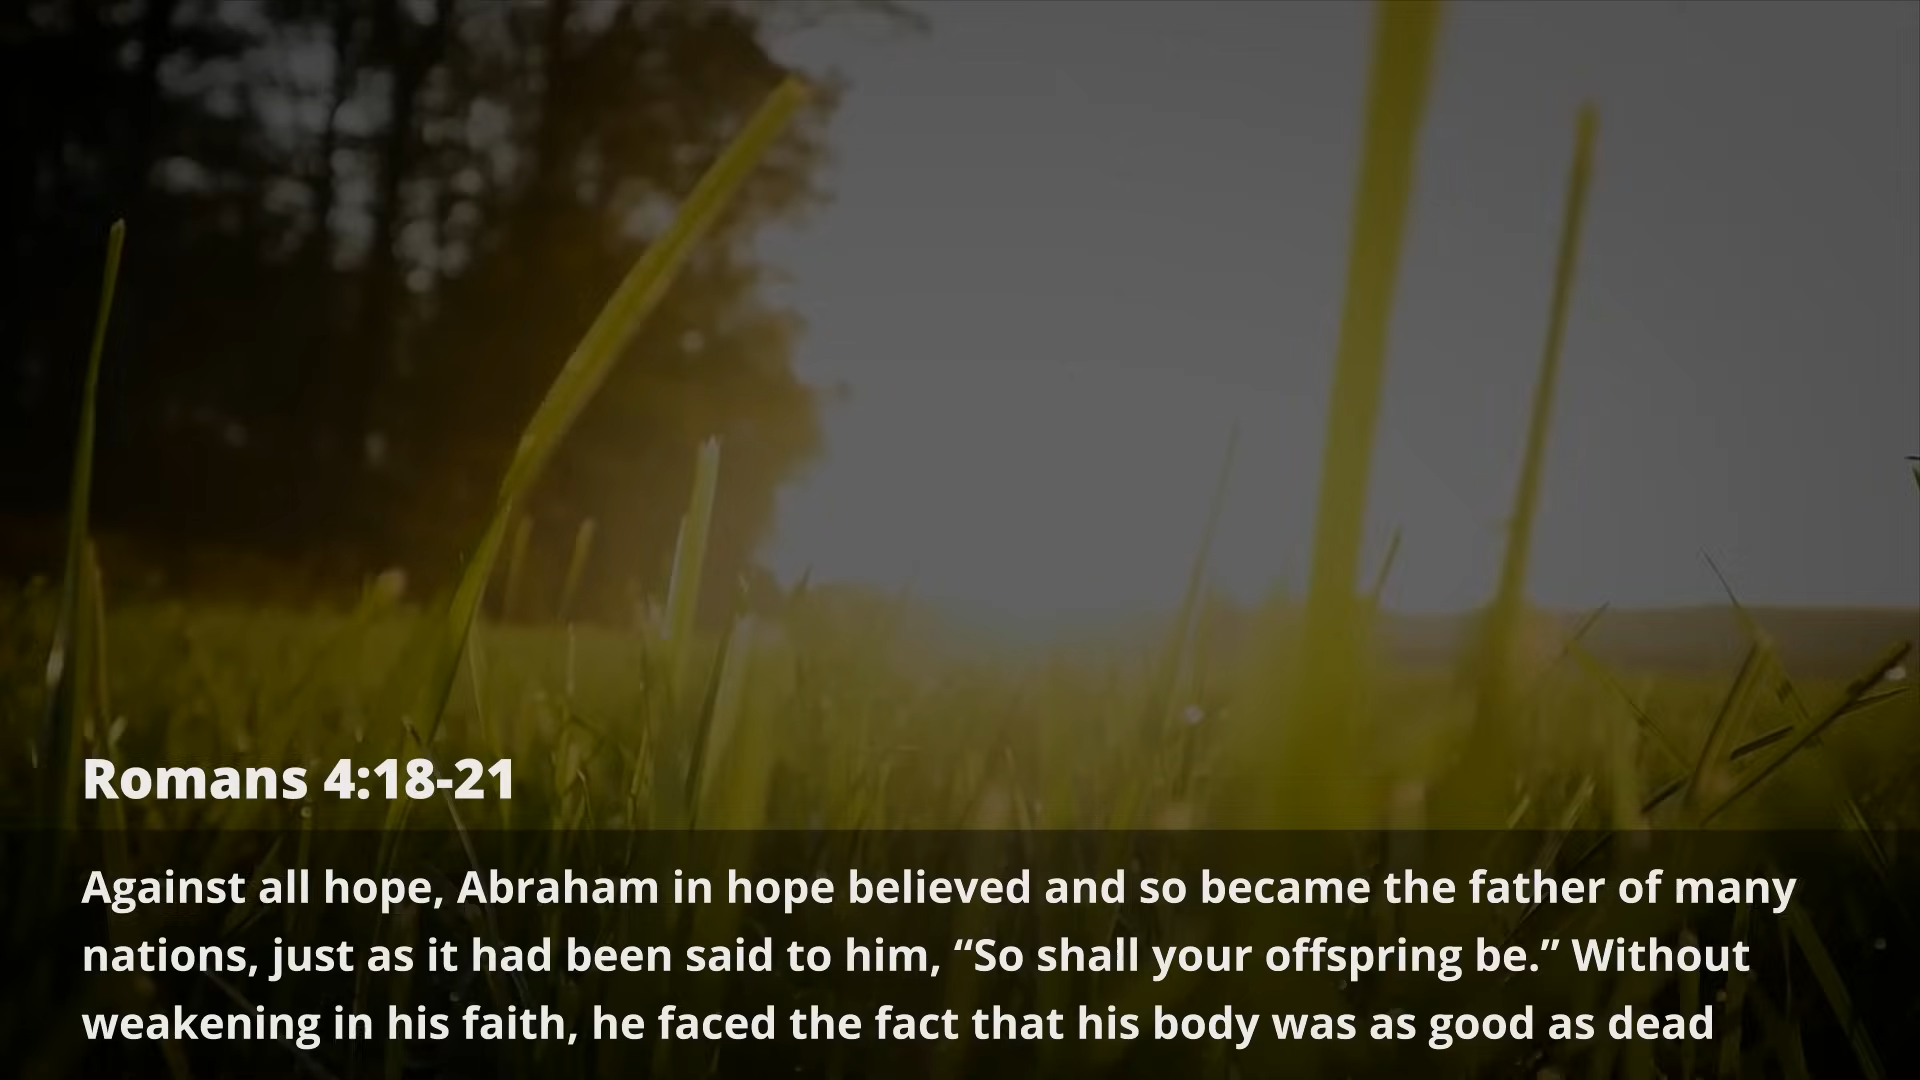 Romans 4:18-21
Against all hope, Abraham in hope believed and so became the father of many
nations, just as it had been said to him, “So shall your offspring be.” Without
weakening in his faith, he faced the fact that his body was as good as dead